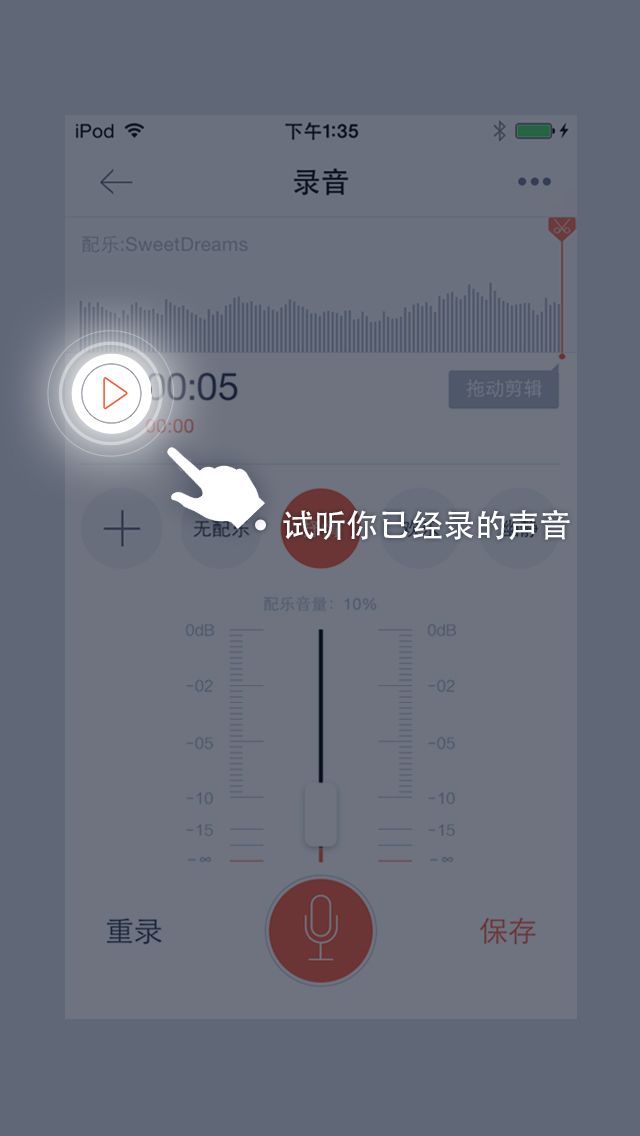 iPod 下午1:35
录音
配乐:SweetDreams
00:05
拖动剪辑
00:00
无配乐
试听你已经录的声音
配乐音量：10%
0dB 0dB
-02 -02
-05 -05
-10 -10
-15 -15
-∞ -∞
重录 保存